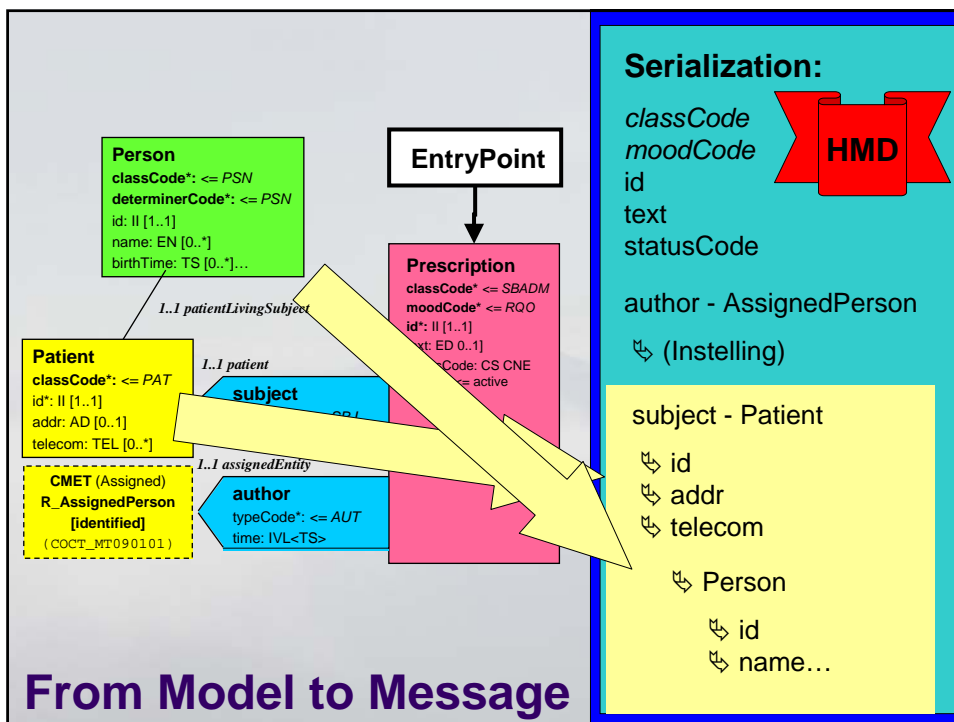 Person
classCode*: <= PSN
determinerCode*: <= PSN
id: II [1..1]
name: EN [0..*]
birthTime: TS [0..*]…
1..1 patientLivingSubject
Patient
classCode*: <= PAT
id*: II [1..1]
addr: AD [0..1]
telecom: TEL [0..*]
CMET (Assigned)
R_AssignedPerson
[identified]
(COCT_MT090101)
1..1 patient
subject
1..1 assignedEntity
author
typeCode*: <= AUT
time: IVL<TS>
EntryPoint
Prescription
classCode* <= SBADM
moodCode* <= RQO
id*: II [1..1]
ED 0..1]
CS CNE
<= active
From Model to Message
Serialization:
HMD
classCode
moodCode
id
text
statusCode
author - AssignedPerson
(Instelling)
subject - Patient
id
addr
telecom
Person
id
name…